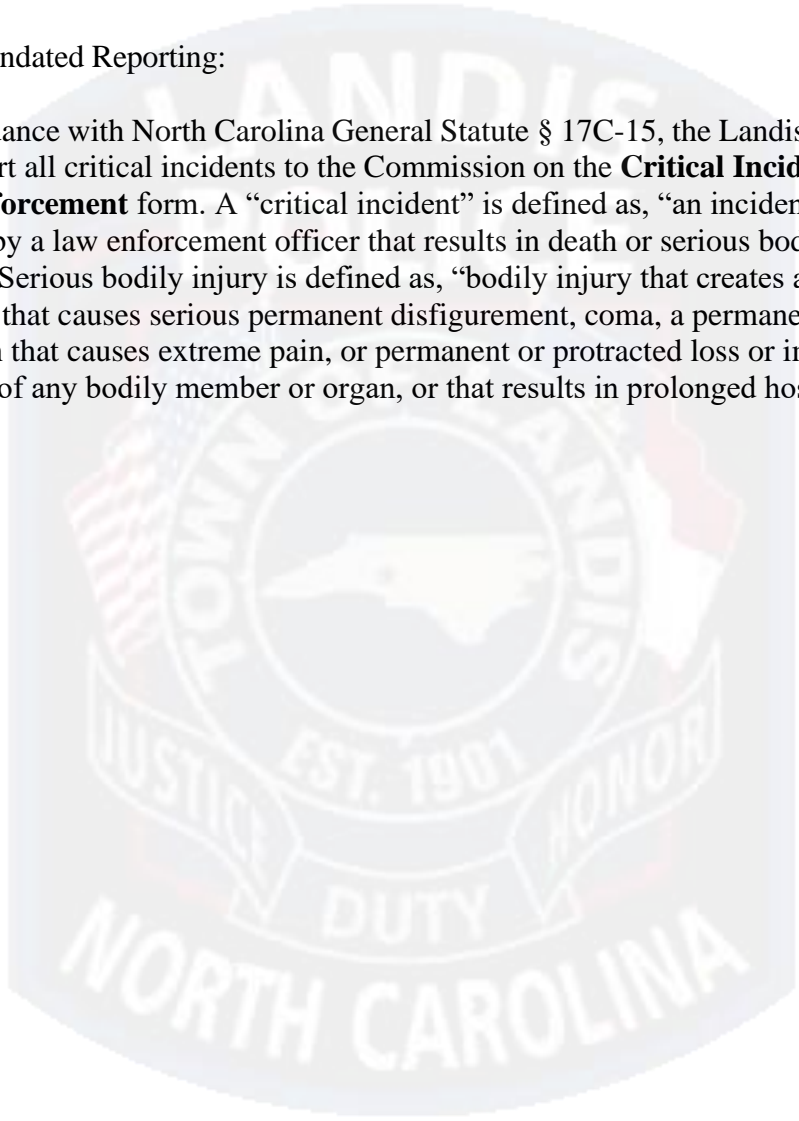 ndated Reporting:
lance with North Carolina General Statute § 17C-15, the Landis
rt all critical incidents to the Commission on the Critical Incid
forcement form. A “critical incident” is defined as, “an inciden
by a law enforcement officer that results in death or serious bod
Serious bodily injury is defined as, “bodily injury that creates a
that causes serious permanent disfigurement, coma, a permane
n that causes extreme pain, or permanent or protracted loss or in
of any bodily member or organ, or that results in prolonged hos
LANDIS
POLICE
TOWN OF LANDIS
EST. 1901
JUSTICE
DUTY
HONOR
NORTH CAROLINA